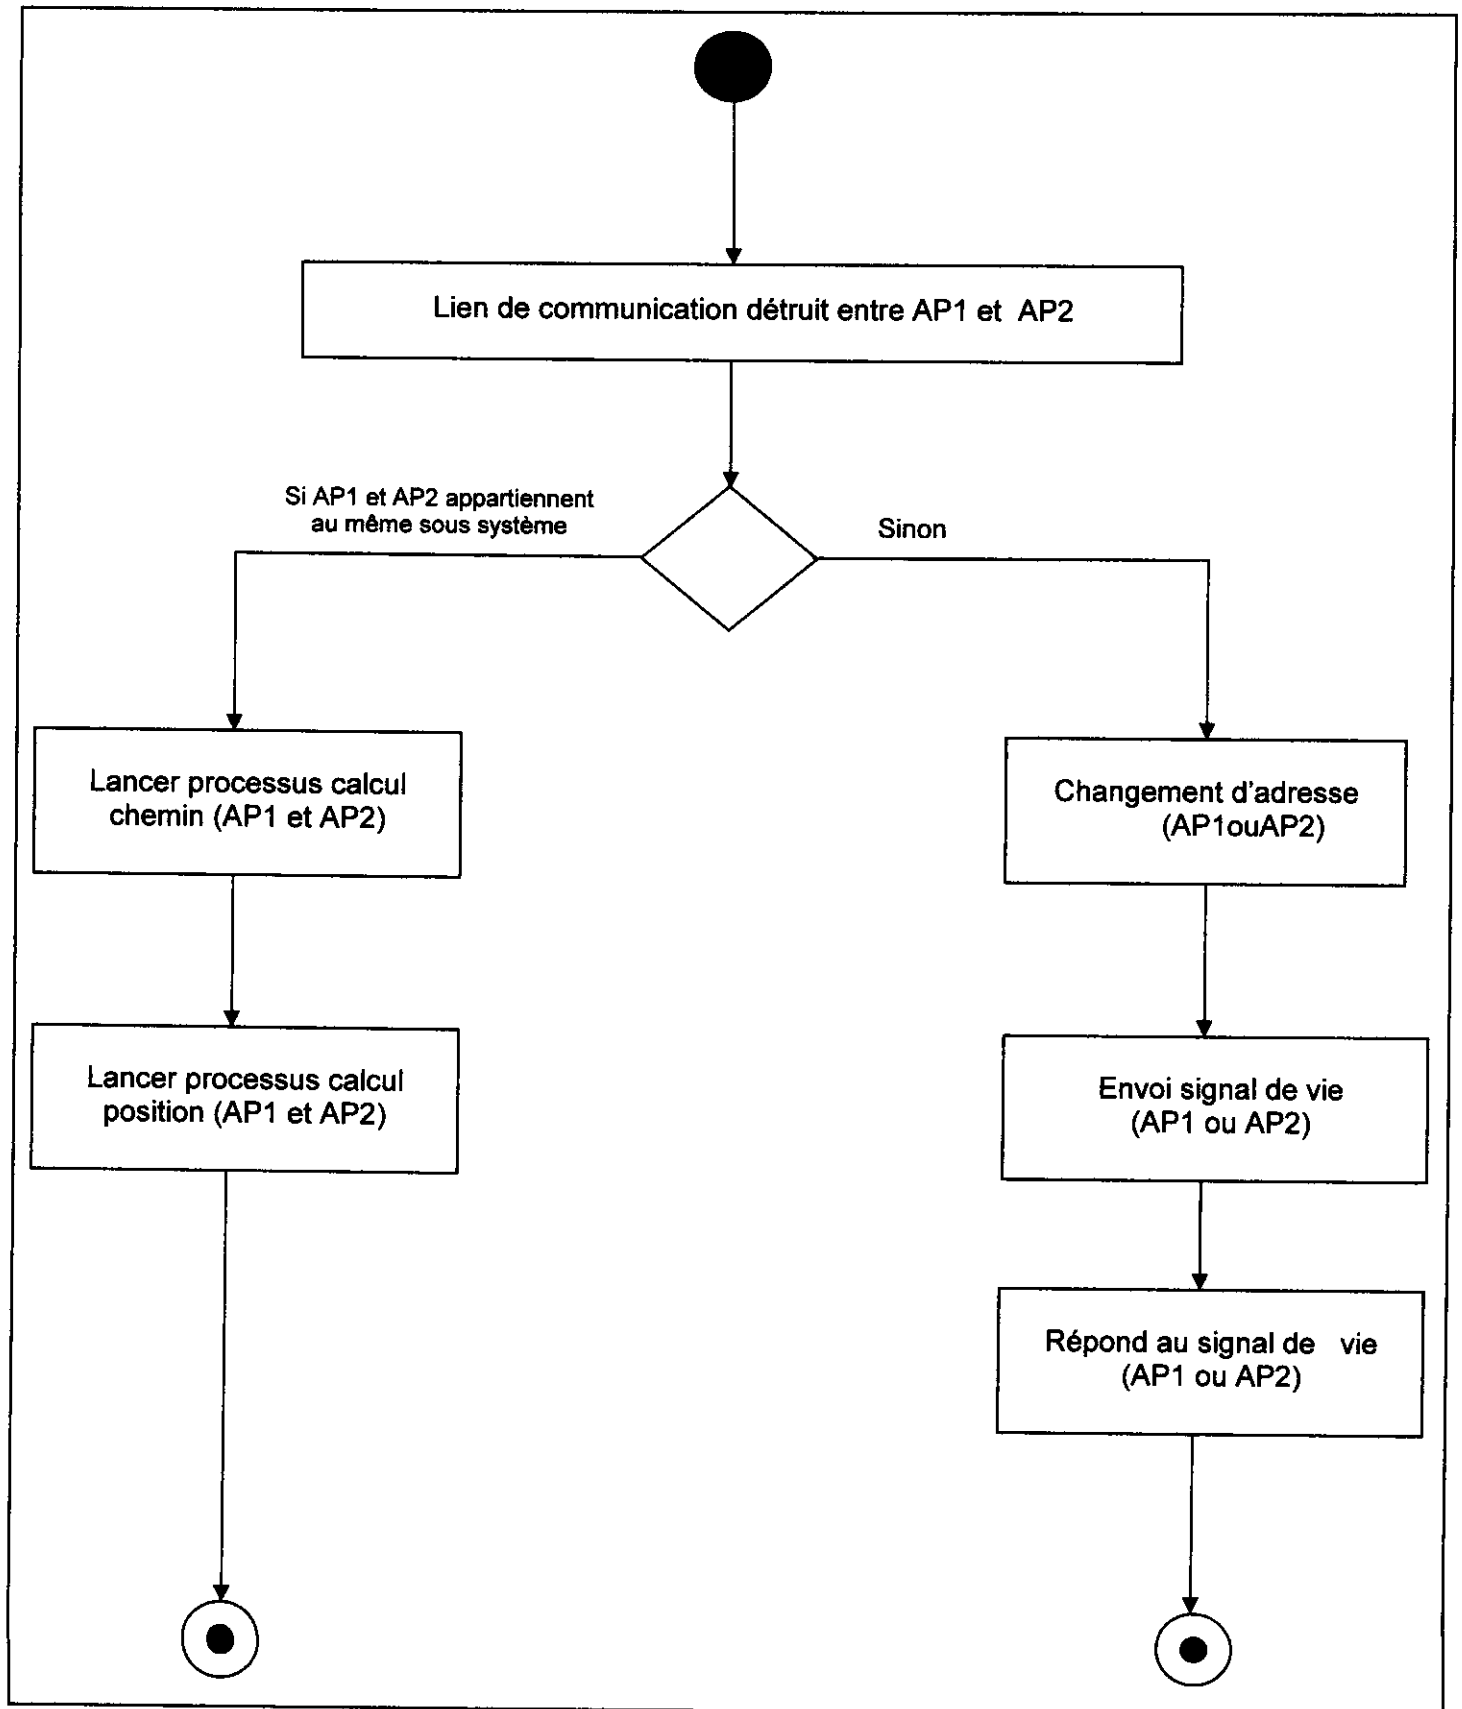 Lien de communication détruit entre AP1 et AP2
Si AP1 et AP2 appartiennent
au même sous système
Sinon
Lancer processus calcul
chemin (AP1 et AP2)
Changement d'adresse
(AP1ouAP2)
Lancer processus calcul
position (AP1 et AP2)
Envoi signal de vie
(AP1 ou AP2)
Répond au signal de vie
(AP1 ou AP2)